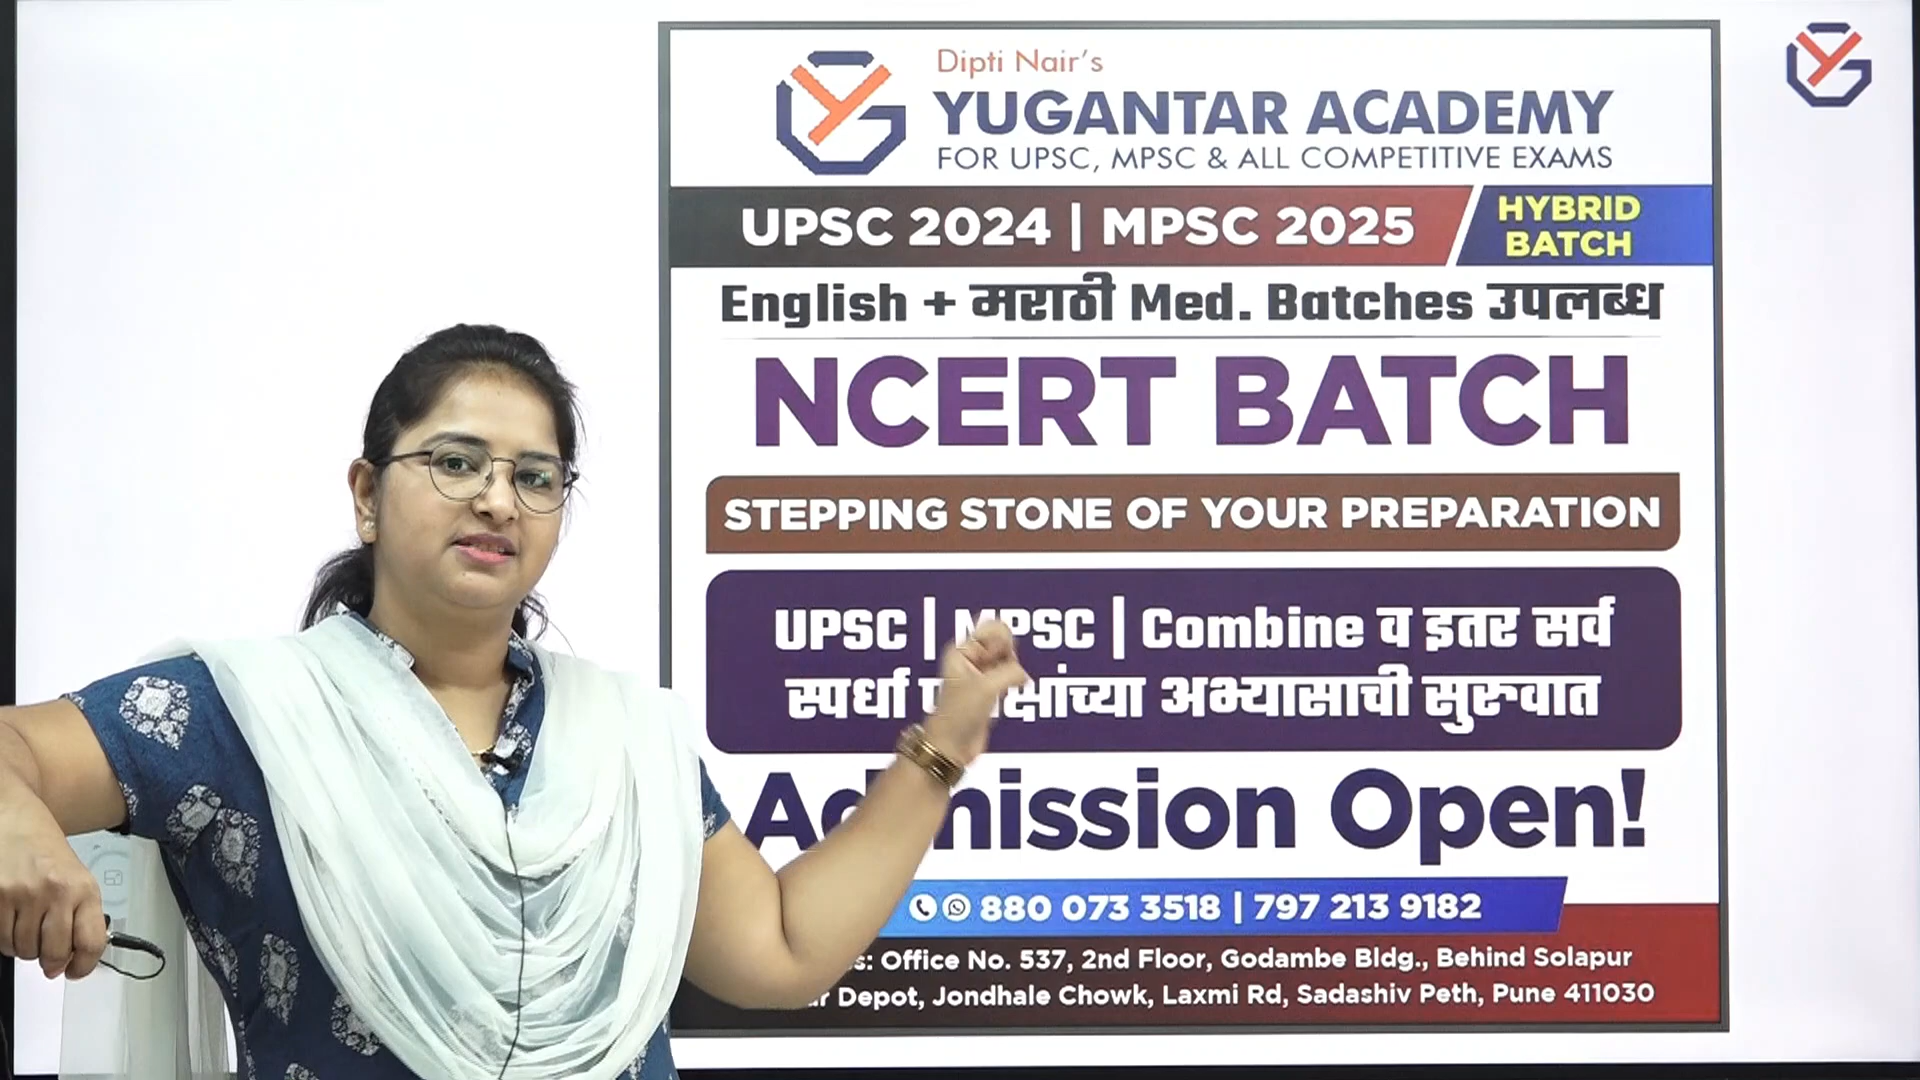 Dipti Nair's
YUGANTAR ACADEMY
FOR UPSC, MPSC & ALL COMPETITIVE EXAMS
UPSC 2024 | MPSC 2025
HYBRID
BATCH
English + मराठी Med. Batches उपलब्ध
NCERT BATCH
STEPPING STONE OF YOUR PREPARATION
UPSC | MPSC | Combine व इतर सर्व
स्पर्धा अभ्यासाची सुरुवात
Admission Open!
880 073 3518 | 797 213 9182
Office No. 537, 2nd Floor, Godambe Bldg., Behind Solapur
Depot, Jondhale Chowk, Laxmi Rd, Sadashiv Peth, Pune 411030